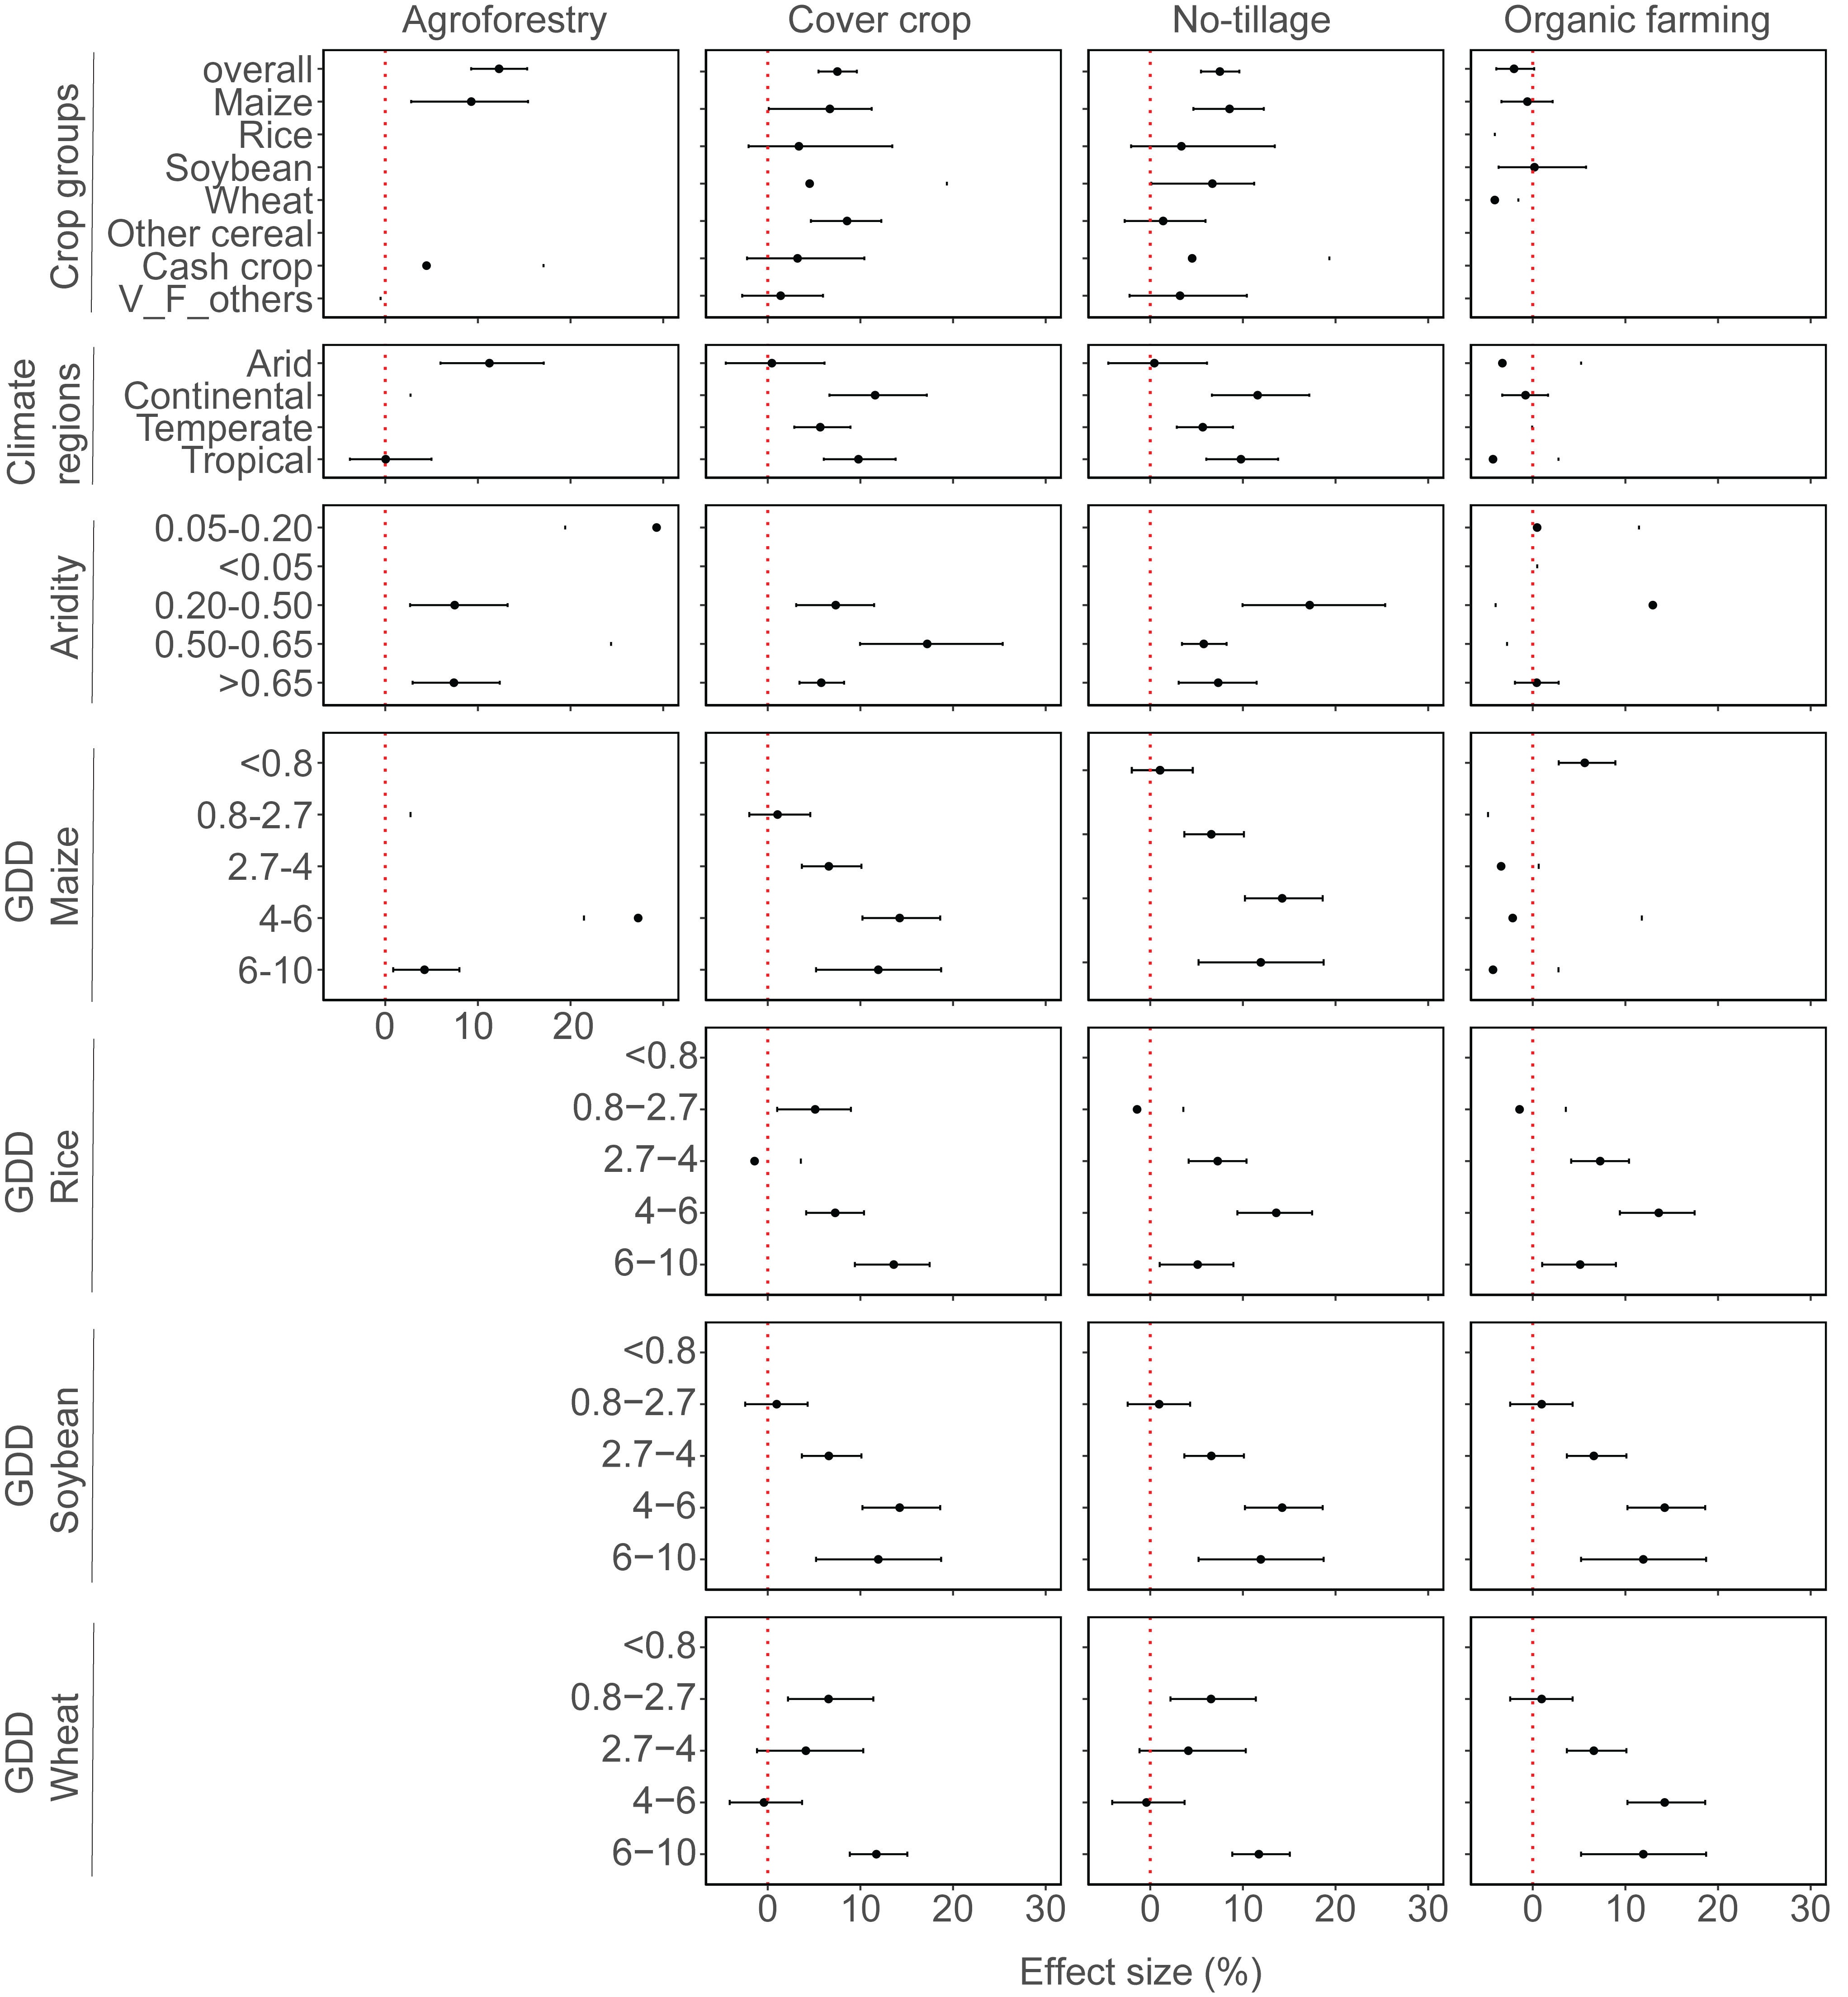 Agroforestry Cover crop No-tillage Organic farming
Crop groups
overall
Maize
Rice
Soybean
Wheat
Other cereal
Cash crop
V_F_others
Climate
regions
Arid
Continental
Temperate
Tropical
Aridity
0.05-0.20
<0.05
0.20-0.50
0.50-0.65
>0.65
GDD
Maize
<0.8
0.8-2.7
2.7-4
4-6
6-10
0 10 20
GDD
Rice
<0.8
0.8−2.7
2.7−4
4−6
6−10
GDD
Soybean
<0.8
0.8−2.7
2.7−4
4−6
6−10
GDD
Wheat
<0.8
0.8−2.7
2.7−4
4−6
6−10
0 10 20 30 0 10 20 30 0 10 20 30
Effect size (%)